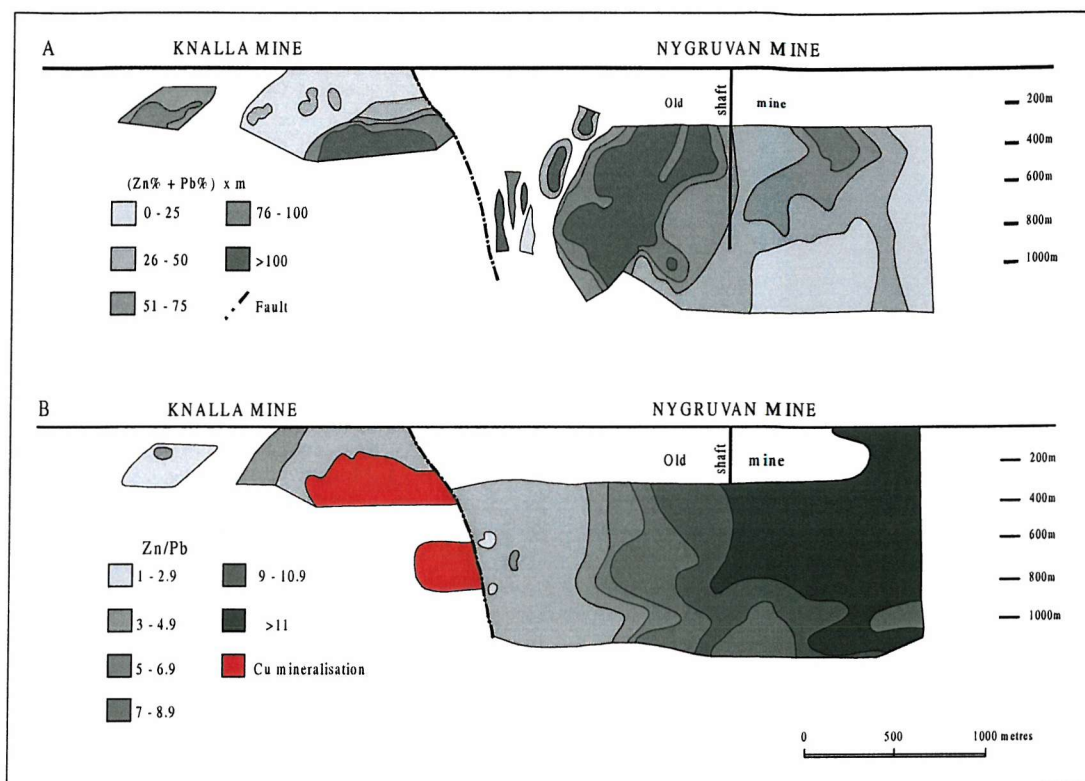 A KNALLA MINE NYGRUVAN MINE
Old shaft mine
200m
400m
600m
800m
1000m
(Zn% + Pb%) x m
0 - 25
26 - 50
51 - 75
76 - 100
>100
Fault
B KNALLA MINE NYGRUVAN MINE
Old shaft mine
200m
400m
600m
800m
1000m
Zn/Pb
1 - 2.9
3 - 4.9
5 - 6.9
7 - 8.9
9 - 10.9
>11
Cu mineralisation
0 500 1000 metres